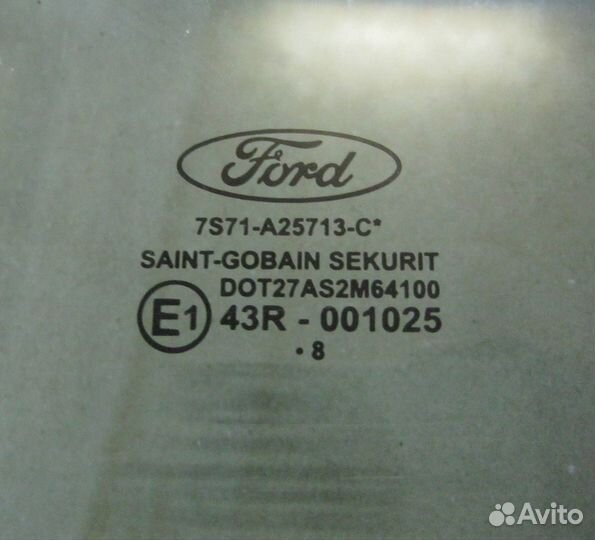 Ford
7S71-A25713-C*
SAINT-GOBAIN SEKURIT
DOT27AS2M64100
E1 43R - 001025
. 8
Avito